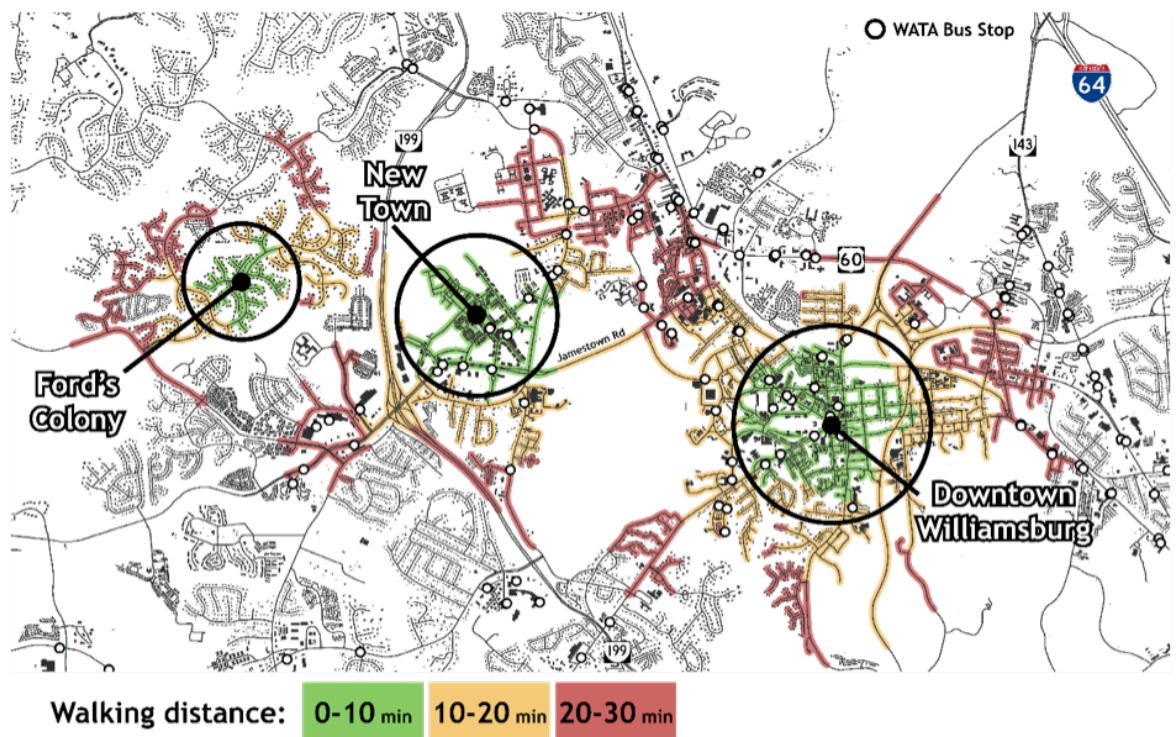 WATA Bus Stop
64
143
199
New
Town
60
Jamestown Rd
Ford's
Colony
Downtown
Williamsburg
199
Walking distance: 0-10 min 10-20 min 20-30 min